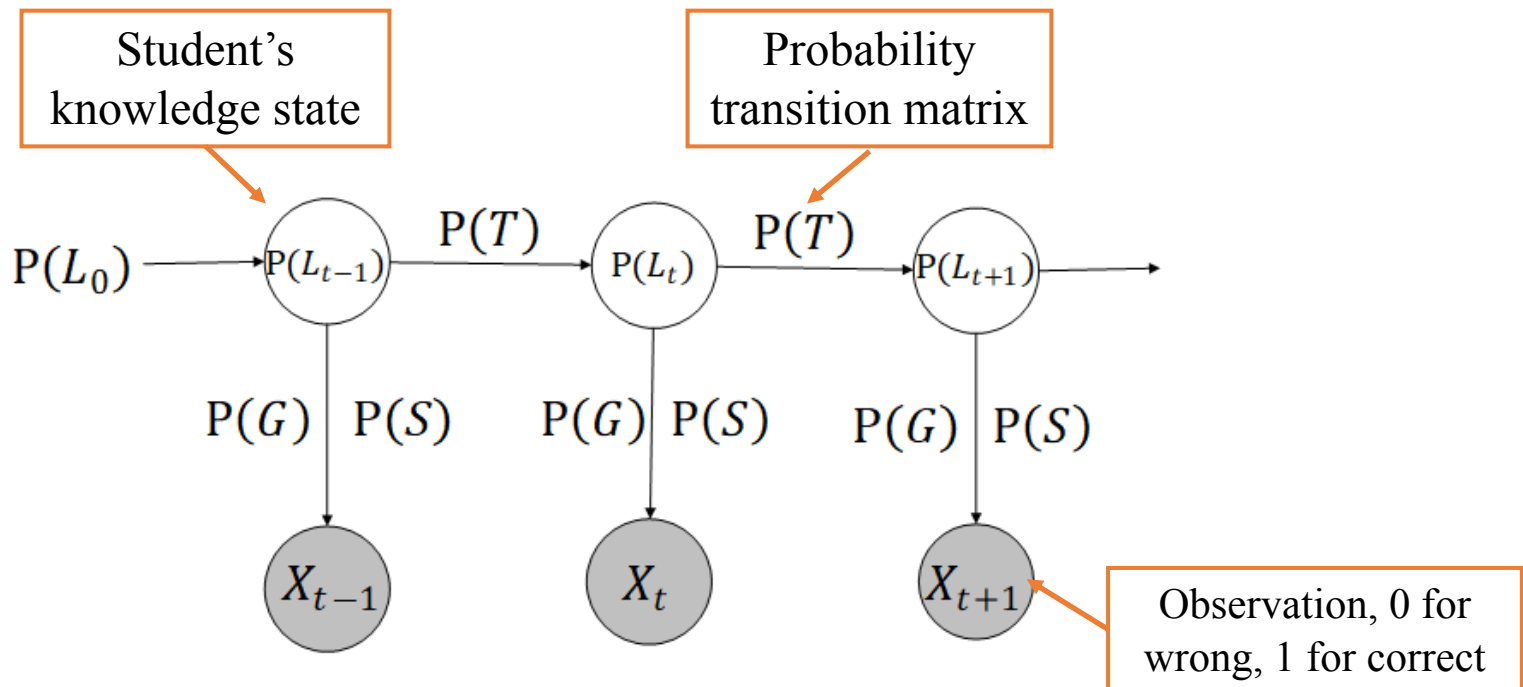 Student’s
knowledge state
Probability
transition matrix
P(L₀)
P(Lₜ₋₁)
P(T)
P(Lₜ)
P(T)
P(Lₜ₊₁)
P(G) P(S)
P(G) P(S)
P(G) P(S)
Xₜ₋₁
Xₜ
Xₜ₊₁
Observation, 0 for
wrong, 1 for correct